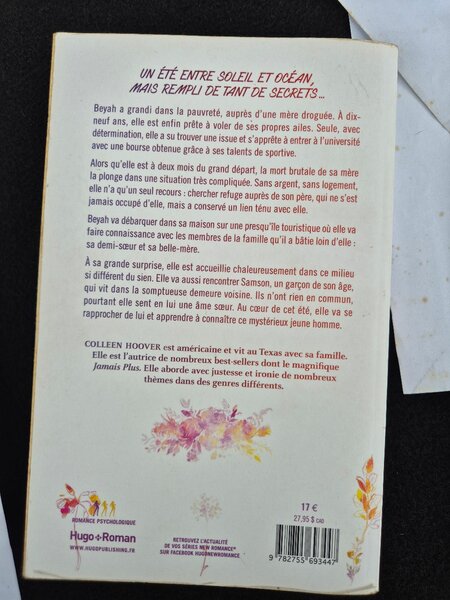 UN ÉTÉ ENTRE SOLEIL ET OCÉAN,
MAIS REMPLI DE TANT DE SECRETS...
Beyah a grandi dans la pauvreté, auprès d'une mère droguée. À dix-
neuf ans, elle est enfin prête à voler de ses propres ailes. Seule, avec
détermination, elle a su trouver une issue et s'apprête à entrer à l'université
avec une bourse obtenue grâce à ses talents de sportive.
Alors qu'elle est à deux mois du grand départ, la mort brutale de sa mère
la plonge dans une situation très compliquée. Sans argent, sans logement,
elle n'a qu'un seul recours : chercher refuge auprès de son père, qui ne s'est
jamais occupé d'elle, mais a conservé un lien ténu avec elle.
Beyah va débarquer dans sa maison sur une presqu'île touristique où elle va
faire connaissance avec les membres de la famille qu'il a bâtie loin d'elle :
sa demi-sœur et sa belle-mère.
À sa grande surprise, elle est accueillie chaleureusement dans ce milieu
si différent du sien. Elle va aussi rencontrer Samson, un garçon de son âge,
qui vit dans la somptueuse demeure voisine. Ils n'ont rien en commun,
pourtant elle sent en lui une âme sœur. Au cœur de cet été, elle va se
rapprocher de lui et apprendre à connaître ce mystérieux jeune homme.
COLLEEN HOOVER est américaine et vit au Texas avec sa famille.
Elle est l'autrice de nombreux best-sellers dont le magnifique
Jamais Plus. Elle aborde avec justesse et ironie de nombreux
thèmes dans des genres différents.
ROMANCE PSYCHOLOGIQUE
Hugo+Roman
WWW.HUGOPUBLISHING.FR
RETROUVEZ L'ACTUALITÉ
DE VOS SÉRIES NEW ROMANCE®
SUR FACEBOOK HUGONEWROMANCE
17 €
27,95 $ CAD
9 782755 693447